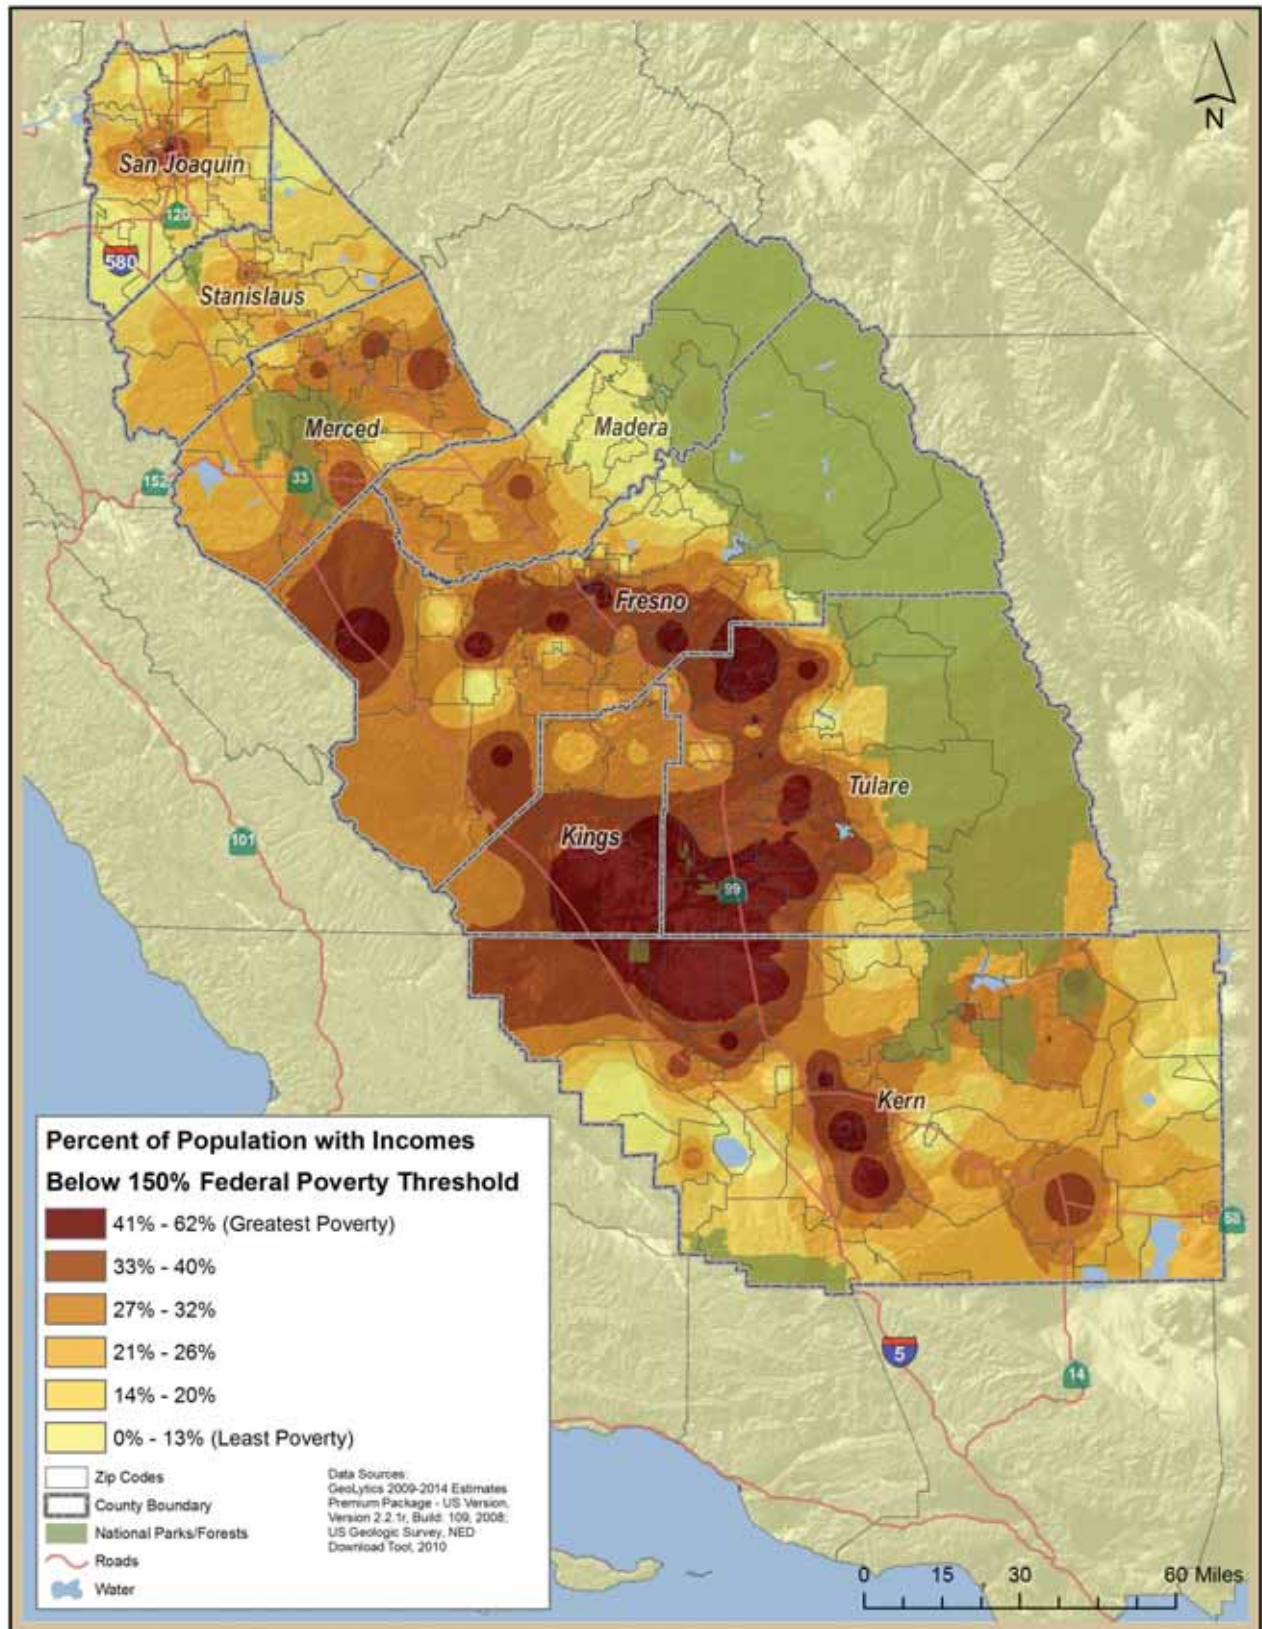 N
San Joaquin
120
580
Stanislaus
Merced
Madera
152
33
Fresno
Tulare
101
Kings
99
Kern
58
5
14
Percent of Population with Incomes
Below 150% Federal Poverty Threshold
41% - 62% (Greatest Poverty)
33% - 40%
27% - 32%
21% - 26%
14% - 20%
0% - 13% (Least Poverty)
Zip Codes
County Boundary
National Parks/Forests
Roads
Water
Data Sources:
GeoLytics 2009-2014 Estimates
Premium Package - US Version,
Version 2.2.1r, Build: 109, 2008;
US Geologic Survey, NED
Download Tool, 2010
0 15 30 60 Miles